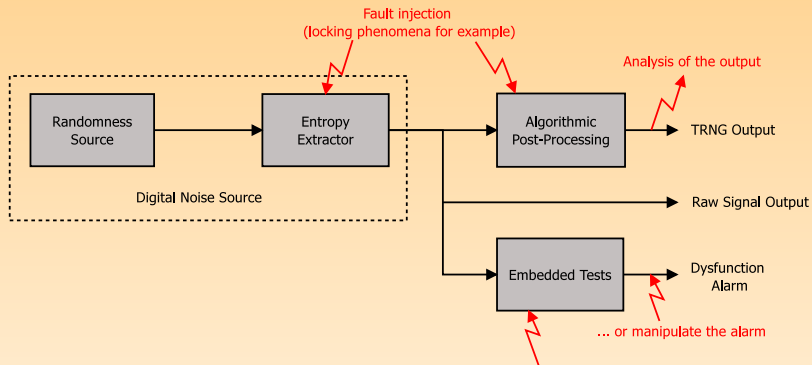 Fault injection
(locking phenomena for example)
Analysis of the output
Randomness
Source
Entropy
Extractor
Algorithmic
Post-Processing
TRNG Output
Digital Noise Source
Raw Signal Output
Embedded Tests
Dysfunction
Alarm
... or manipulate the alarm